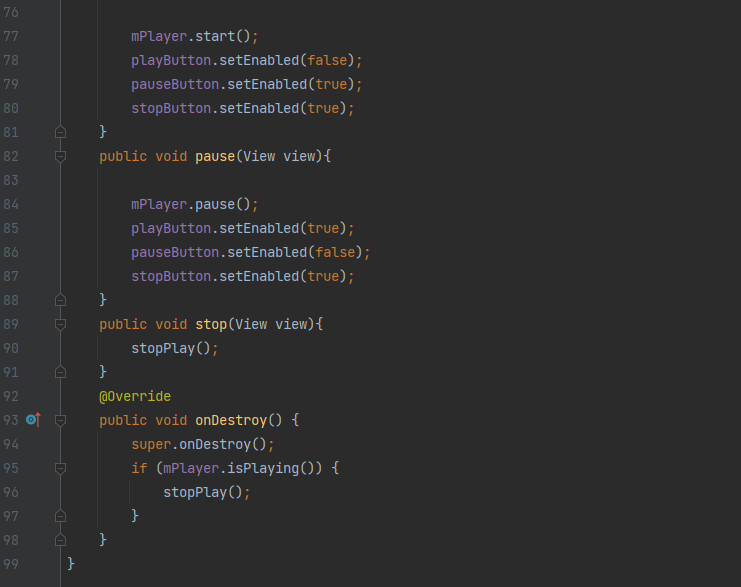 76
77 mPlayer.start();
78 playButton.setEnabled(false);
79 pauseButton.setEnabled(true);
80 stopButton.setEnabled(true);
81 }
82 public void pause(View view){
83
84 mPlayer.pause();
85 playButton.setEnabled(true);
86 pauseButton.setEnabled(false);
87 stopButton.setEnabled(true);
88 }
89 public void stop(View view){
90 stopPlay();
91 }
92 @Override
93 public void onDestroy() {
94 super.onDestroy();
95 if (mPlayer.isPlaying()) {
96 stopPlay();
97 }
98 }
99 }